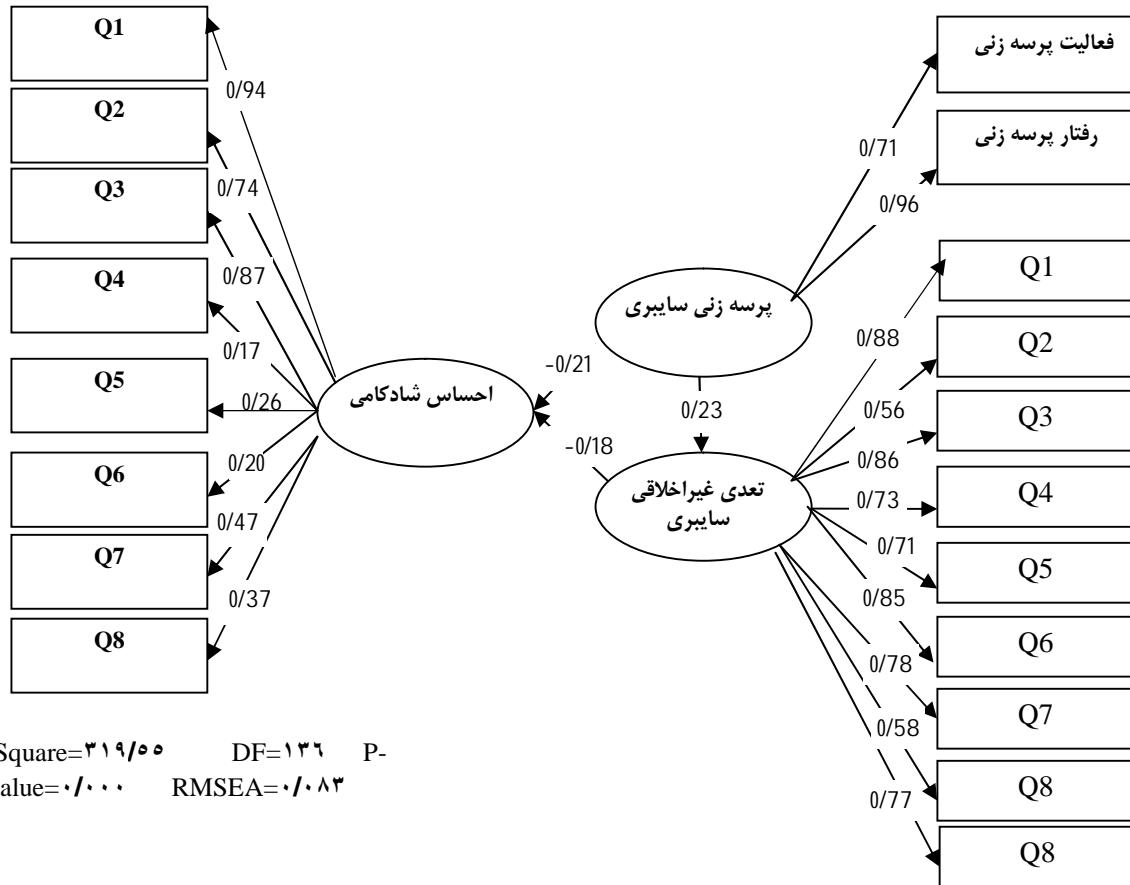 Q1
Q2
Q3
Q4
Q5
Q6
Q7
Q8
0/94
0/74
0/87
0/17
0/26
0/20
0/47
0/37
احساس شادکامی
-0/21
-0/18
پرسه زنی سایبری
0/23
تعدی غیراخلاقی
سایبری
0/71
0/96
0/88
0/56
0/86
0/73
0/71
0/85
0/78
0/58
0/77
فعالیت پرسه زنی
رفتار پرسه زنی
Q1
Q2
Q3
Q4
Q5
Q6
Q7
Q8
Q8
Square=۳۱۹/۵۵ DF=۱۳۶ P-
alue=۰/۰۰۰ RMSEA=۰/۰۸۳